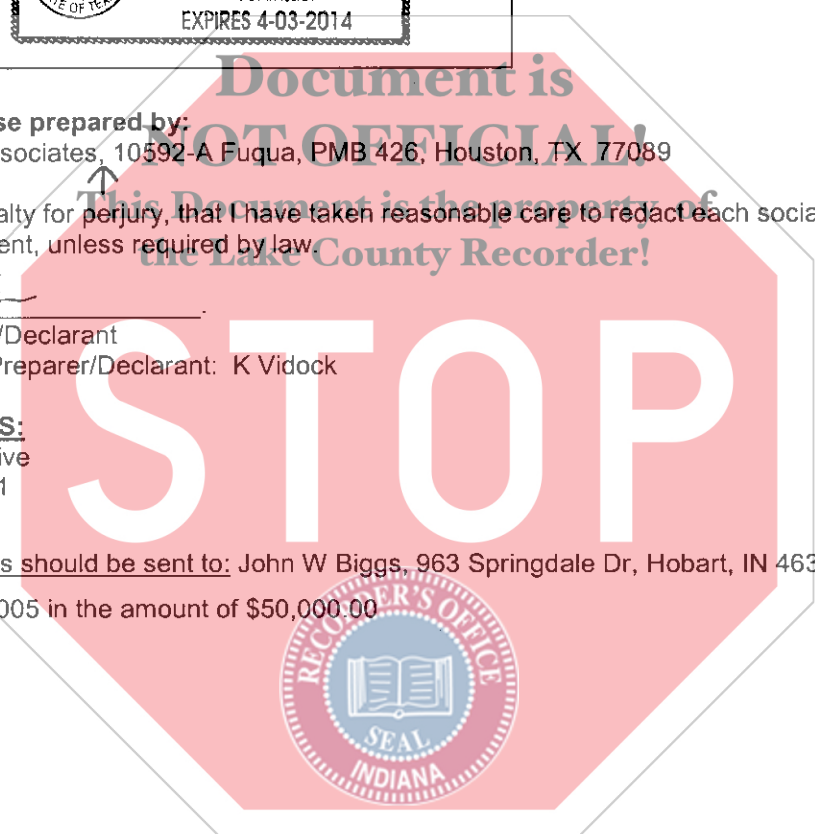 OF TEX
EXPIRES 4-03-2014
Document is
se prepared by:
NOT OFFICIAL!
ssociates, 10592-A Fuqua, PMB 426, Houston, TX 77089
This Document is the property of
alty for perjury, that I have taken reasonable care to redact each socia
the Lake County Recorder!
ent, unless required by law.
/Declarant
Preparer/Declarant: K Vidock
STOP
S:
ive
1
s should be sent to: John W Biggs, 963 Springdale Dr, Hobart, IN 463
005 in the amount of $50,000.00
RECORDER'S OFFICE
SEAL
INDIANA